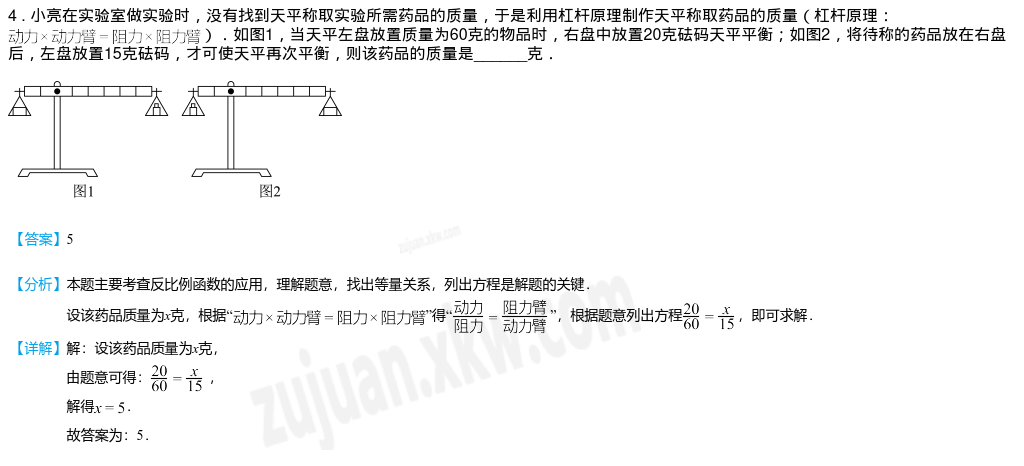 4．小亮在实验室做实验时，没有找到天平称取实验所需药品的质量，于是利用杠杆原理制作天平称取药品的质量（杠杆原理：
动力×动力臂=阻力×阻力臂）．如图1，当天平左盘放置质量为60克的物品时，右盘中放置20克砝码天平平衡；如图2，将待称的药品放在右盘
后，左盘放置15克砝码，才可使天平再次平衡，则该药品的质量是______克．
图1 图2
【答案】5
【分析】本题主要考查反比例函数的应用，理解题意，找出等量关系，列出方程是解题的关键．
设该药品质量为x克，根据“动力×动力臂=阻力×阻力臂”得“动力/阻力=阻力臂/动力臂”，根据题意列出方程20/60=x/15，即可求解．
【详解】解：设该药品质量为x克，
由题意可得：20/60=x/15，
解得x=5．
故答案为：5．
zujuan.xkw.com
zujuan.xkw.com